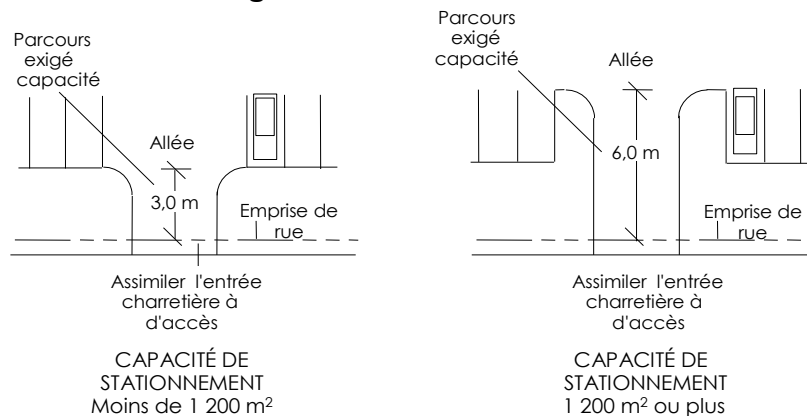 Parcours
exigé
capacité
Allée
3,0 m
Emprise de
rue
Assimiler l'entrée
charretière à
d'accès
CAPACITÉ DE
STATIONNEMENT
Moins de 1 200 m²
Parcours
exigé
capacité
Allée
6,0 m
Emprise de
rue
Assimiler l'entrée
charretière à
d'accès
CAPACITÉ DE
STATIONNEMENT
1 200 m² ou plus